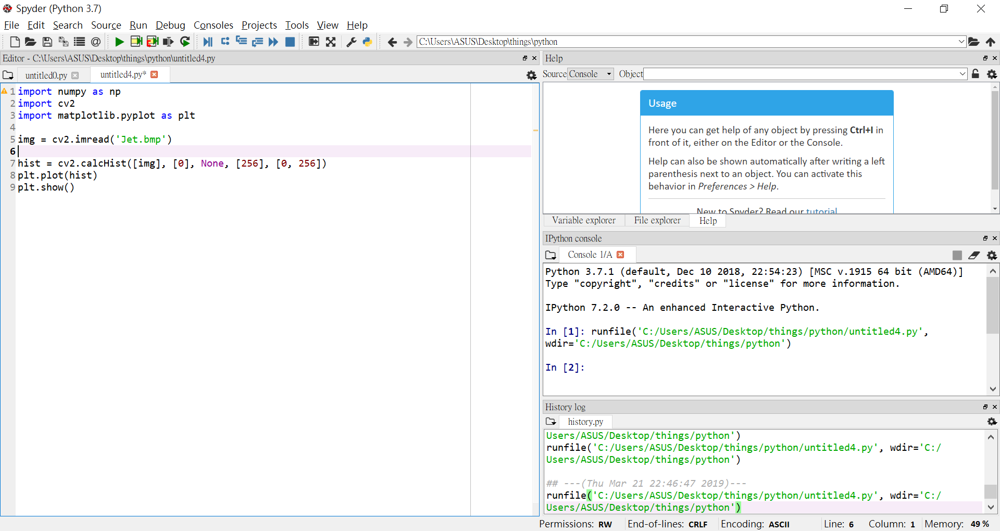 Spyder (Python 3.7)
File Edit Search Source Run Debug Consoles Projects Tools View Help
C:\Users\ASUS\Desktop\things\python
Editor - C:\Users\ASUS\Desktop\things\python\untitled4.py
untitled0.py untitled4.py*
1 import numpy as np
2 import cv2
3 import matplotlib.pyplot as plt
4
5 img = cv2.imread('Jet.bmp')
6
7 hist = cv2.calcHist([img], [0], None, [256], [0, 256])
8 plt.plot(hist)
9 plt.show()
Help
Source Console Object
Usage
Here you can get help of any object by pressing Ctrl+I in
front of it, either on the Editor or the Console.
Help can also be shown automatically after writing a left
parenthesis next to an object. You can activate this
behavior in Preferences > Help.
New to Spyder? Read our tutorial
Variable explorer File explorer Help
IPython console
Console 1/A
Python 3.7.1 (default, Dec 10 2018, 22:54:23) [MSC v.1915 64 bit (AMD64)]
Type "copyright", "credits" or "license" for more information.
IPython 7.2.0 -- An enhanced Interactive Python.
In [1]: runfile('C:/Users/ASUS/Desktop/things/python/untitled4.py',
wdir='C:/Users/ASUS/Desktop/things/python')
In [2]:
History log
history.py
Users/ASUS/Desktop/things/python')
runfile('C:/Users/ASUS/Desktop/things/python/untitled4.py', wdir='C:/
Users/ASUS/Desktop/things/python')
## ---(Thu Mar 21 22:46:47 2019)---
runfile('C:/Users/ASUS/Desktop/things/python/untitled4.py', wdir='C:/
Users/ASUS/Desktop/things/python')
Permissions: RW End-of-lines: CRLF Encoding: ASCII Line: 6 Column: 1 Memory: 49 %